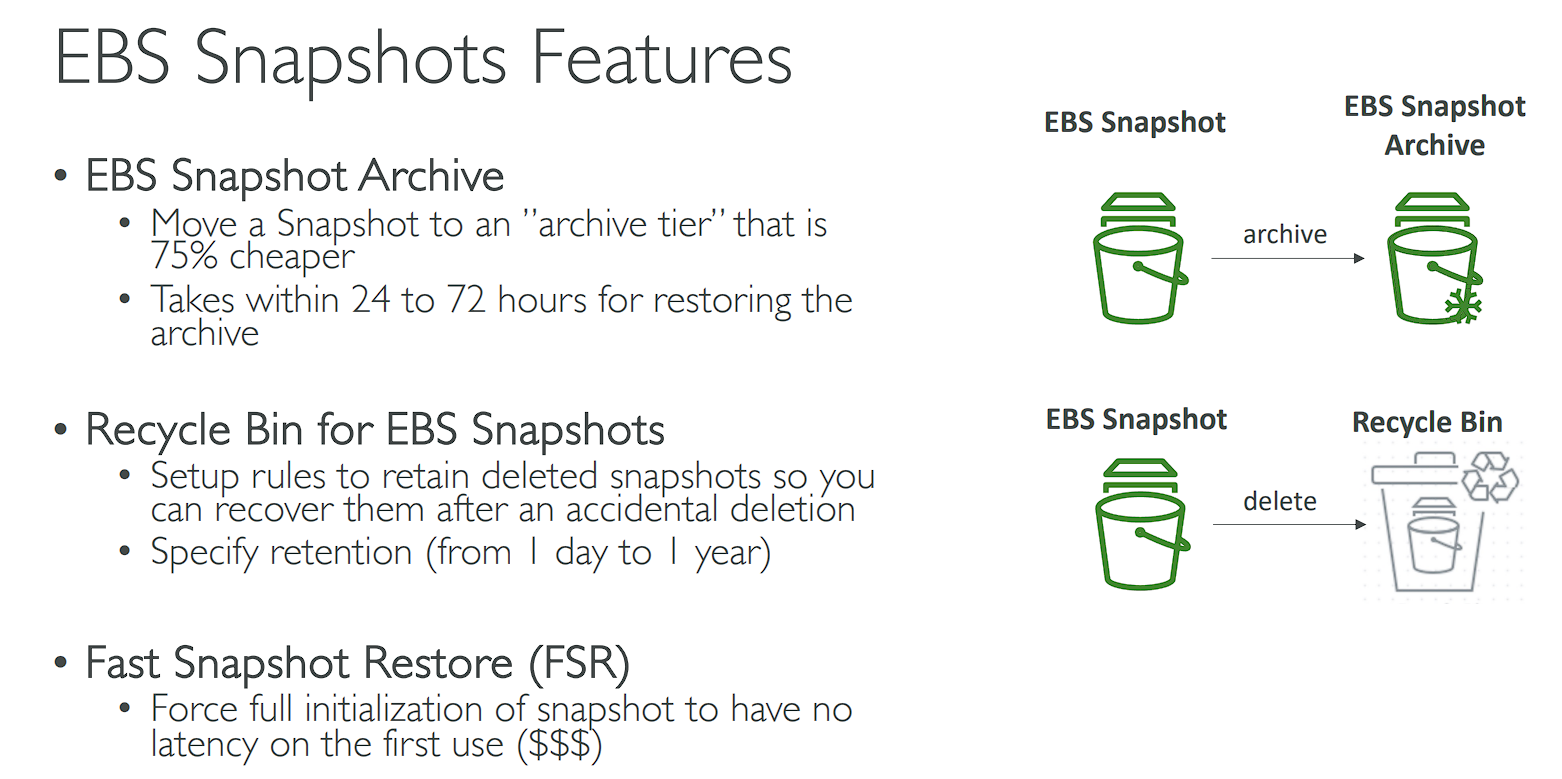 EBS Snapshots Features
• EBS Snapshot Archive
• Move a Snapshot to an ”archive tier” that is
75% cheaper
• Takes within 24 to 72 hours for restoring the
archive
• Recycle Bin for EBS Snapshots
• Setup rules to retain deleted snapshots so you
can recover them after an accidental deletion
• Specify retention (from 1 day to 1 year)
• Fast Snapshot Restore (FSR)
• Force full initialization of snapshot to have no
latency on the first use ($$$)
EBS Snapshot
EBS Snapshot
Archive
archive
EBS Snapshot
Recycle Bin
delete